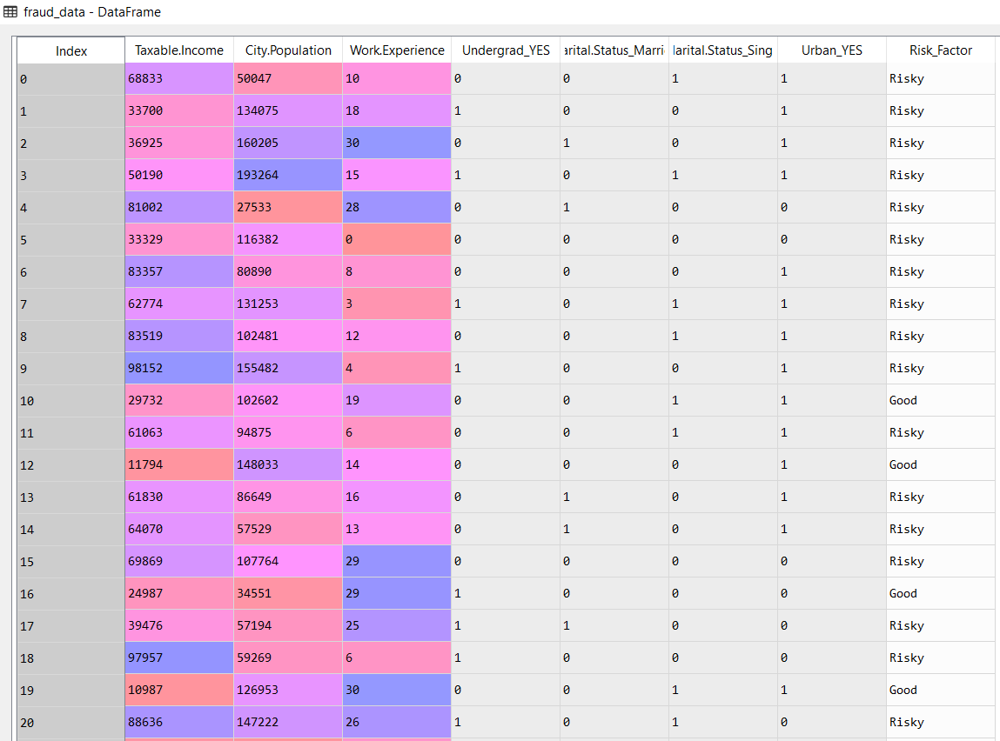 fraud_data - DataFrame
Index Taxable.Income City.Population Work.Experience Undergrad_YES arital.Status_Marri larital.Status_Sing Urban_YES Risk_Factor
0 68833 50047 10 0 0 1 1 Risky
1 33700 134075 18 1 0 0 1 Risky
2 36925 160205 30 0 1 0 1 Risky
3 50190 193264 15 1 0 1 1 Risky
4 81002 27533 28 0 1 0 0 Risky
5 33329 116382 0 0 0 0 0 Risky
6 83357 80890 8 0 0 0 1 Risky
7 62774 131253 3 1 0 1 1 Risky
8 83519 102481 12 0 0 1 1 Risky
9 98152 155482 4 1 0 0 1 Risky
10 29732 102602 19 0 0 1 1 Good
11 61063 94875 6 0 0 1 1 Risky
12 11794 148033 14 0 0 0 1 Good
13 61830 86649 16 0 1 0 1 Risky
14 64070 57529 13 0 1 0 1 Risky
15 69869 107764 29 0 0 0 0 Risky
16 24987 34551 29 1 0 0 0 Good
17 39476 57194 25 1 1 0 0 Risky
18 97957 59269 6 1 0 0 0 Risky
19 10987 126953 30 0 0 1 1 Good
20 88636 147222 26 1 0 1 0 Risky